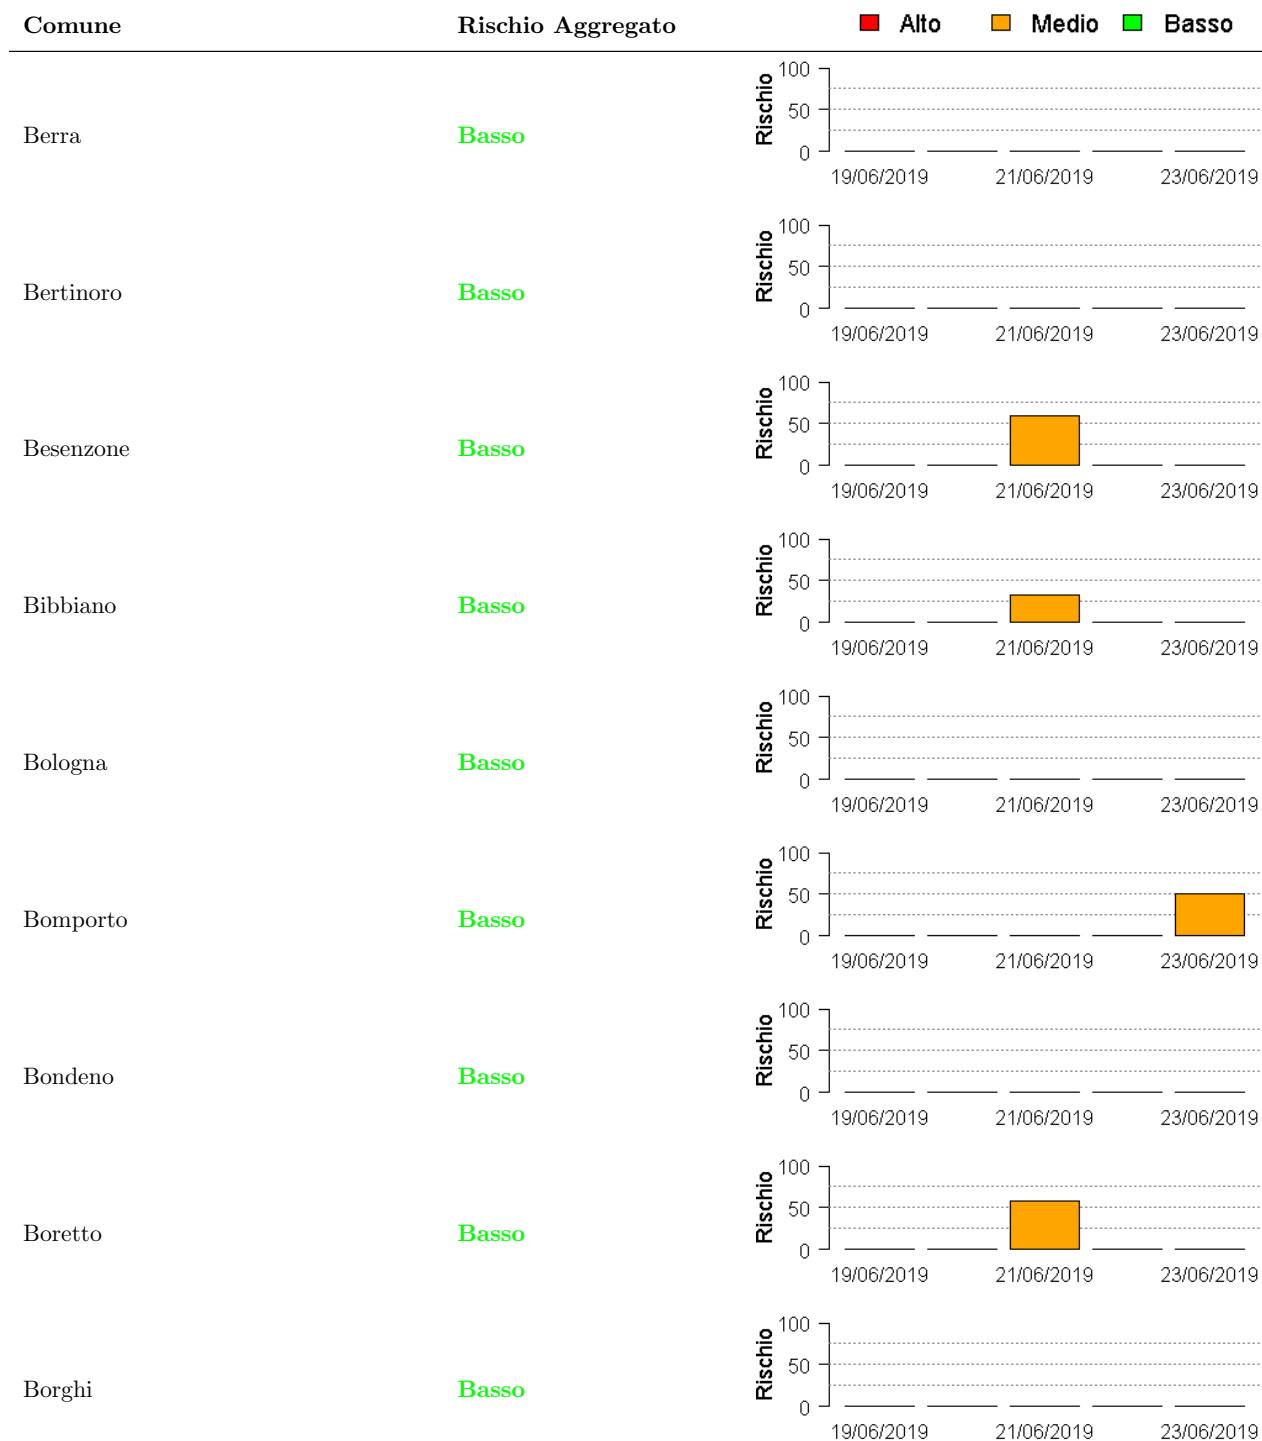 Comune Rischio Aggregato Alto Medio Basso
100
50
0
Rischio
Berra Basso
19/06/2019 21/06/2019 23/06/2019
100
50
0
Rischio
Bertinoro Basso
19/06/2019 21/06/2019 23/06/2019
100
50
0
Rischio
Besenzone Basso
19/06/2019 21/06/2019 23/06/2019
100
50
0
Rischio
Bibbiano Basso
19/06/2019 21/06/2019 23/06/2019
100
50
0
Rischio
Bologna Basso
19/06/2019 21/06/2019 23/06/2019
100
50
0
Rischio
Bomporto Basso
19/06/2019 21/06/2019 23/06/2019
100
50
0
Rischio
Bondeno Basso
19/06/2019 21/06/2019 23/06/2019
100
50
0
Rischio
Boretto Basso
19/06/2019 21/06/2019 23/06/2019
100
50
0
Rischio
Borghi Basso
19/06/2019 21/06/2019 23/06/2019